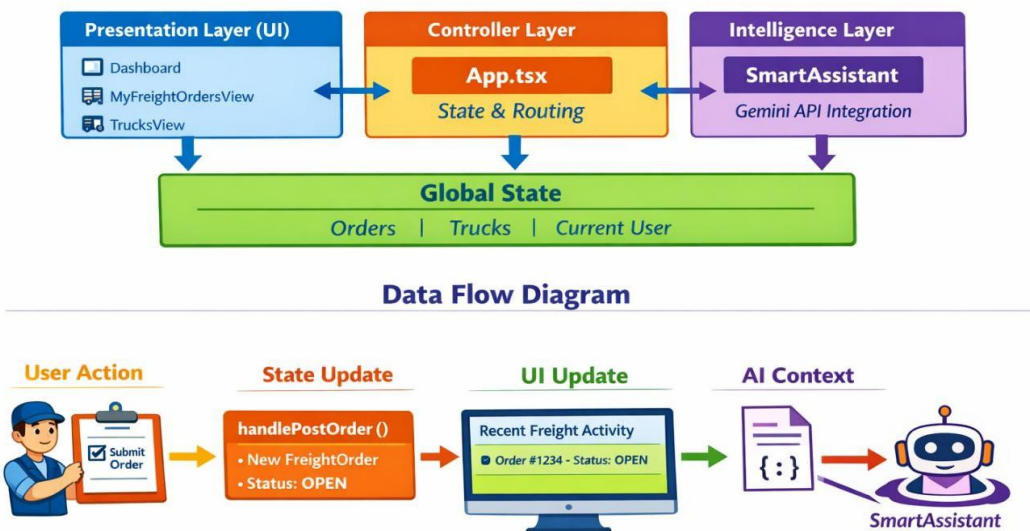 Presentation Layer (UI)
Dashboard
MyFreightOrdersView
TrucksView
Controller Layer
App.tsx
State & Routing
Intelligence Layer
SmartAssistant
Gemini API Integration
Global State
Orders | Trucks | Current User
Data Flow Diagram
User Action
Submit
Order
State Update
handlePostOrder ()
• New FreightOrder
• Status: OPEN
UI Update
Recent Freight Activity
Order #1234 - Status: OPEN
AI Context
{:}
SmartAssistant